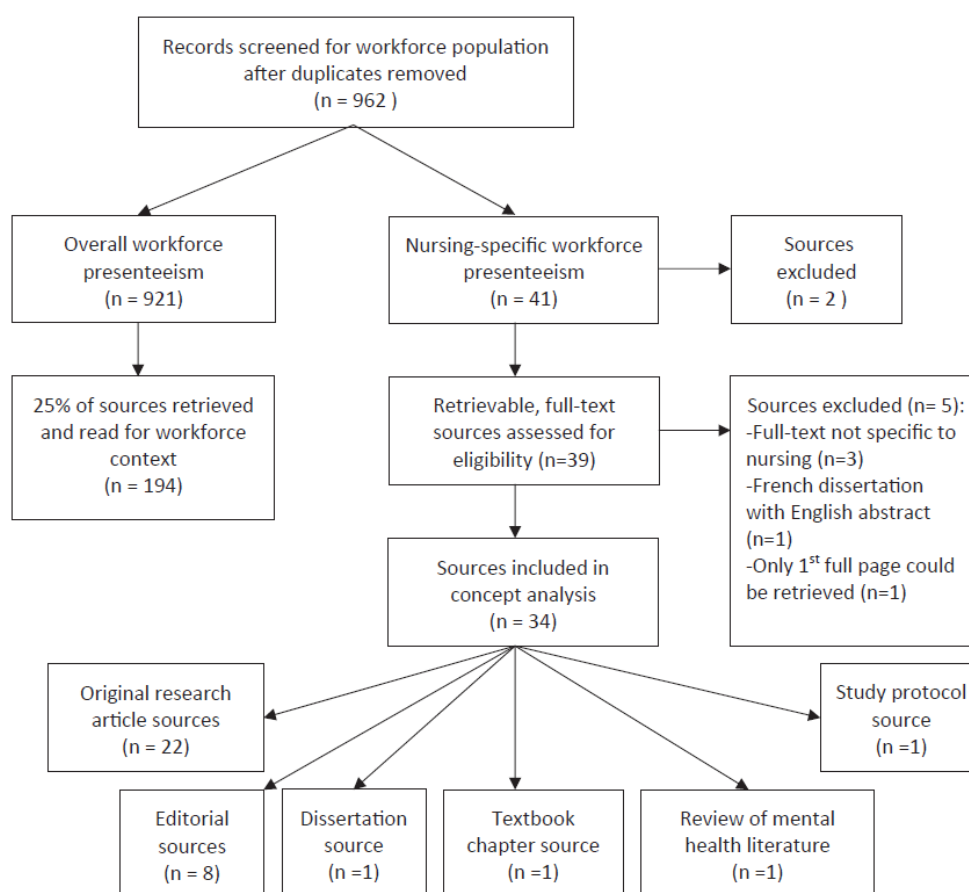 Records screened for workforce population
after duplicates removed
(n = 962 )
Overall workforce
presenteeism
(n = 921)
Nursing-specific workforce
presenteeism
(n = 41)
Sources
excluded
(n = 2 )
25% of sources retrieved
and read for workforce
context
(n = 194)
Retrievable, full-text
sources assessed for
eligibility (n=39)
Sources excluded (n= 5):
-Full-text not specific to
nursing (n=3)
-French dissertation
with English abstract
(n=1)
-Only 1st full page could
be retrieved (n=1)
Sources included in
concept analysis
(n = 34)
Original research
article sources
(n = 22)
Study protocol
source
(n =1)
Editorial
sources
(n = 8)
Dissertation
source
(n =1)
Textbook
chapter source
(n =1)
Review of mental
health literature
(n =1)